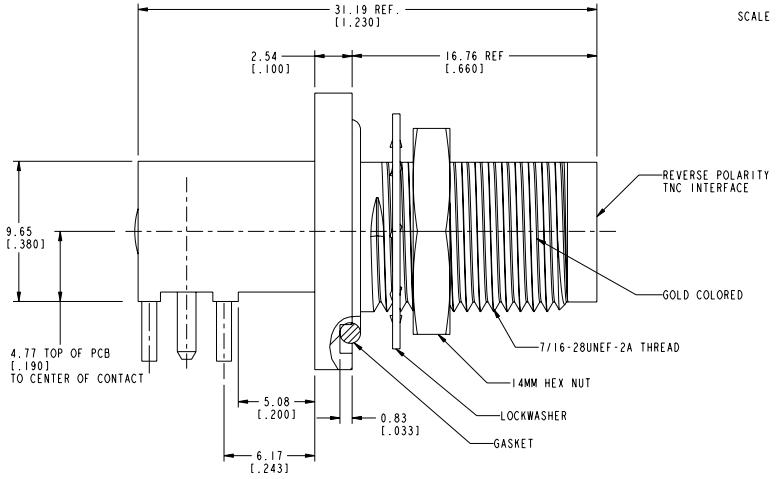 31.19 REF.
[1.230]
SCALE
2.54
[.100]
16.76 REF
[.660]
REVERSE POLARITY
TNC INTERFACE
9.65
[.380]
GOLD COLORED
7/16-28UNEF-2A THREAD
4.77 TOP OF PCB
[.190]
TO CENTER OF CONTACT
14MM HEX NUT
5.08
[.200]
0.83
[.033]
LOCKWASHER
GASKET
6.17
[.243]